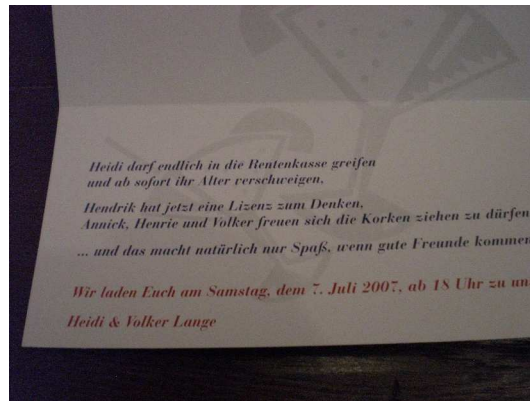 Heidi darf endlich in die Rentenkasse greifen
und ab sofort ihr Alter verschweigen,
Hendrik hat jetzt eine Lizenz zum Denken,
Annick, Henrie und Volker freuen sich die Korken ziehen zu dürfen
... und das macht natürlich nur Spaß, wenn gute Freunde kommen
Wir laden Euch am Samstag, dem 7. Juli 2007, ab 18 Uhr zu un
Heidi & Volker Lange